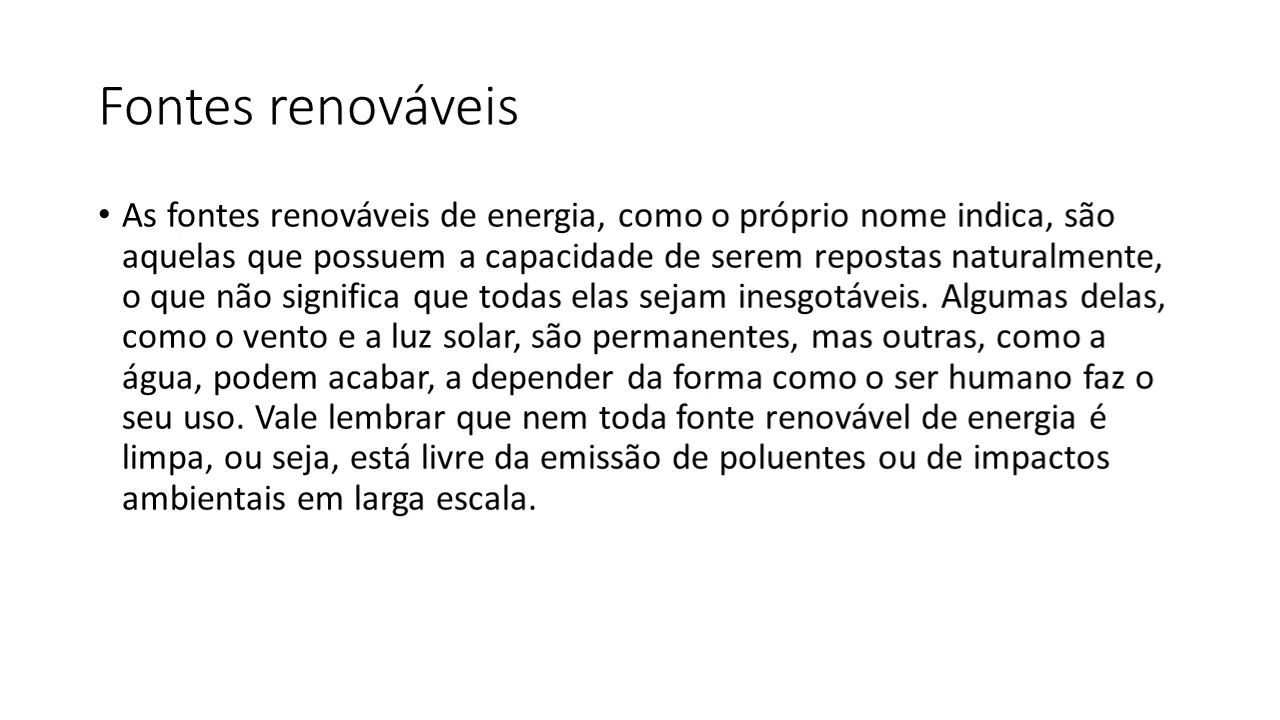 Fontes renováveis
• As fontes renováveis de energia, como o próprio nome indica, são
aquelas que possuem a capacidade de serem repostas naturalmente,
o que não significa que todas elas sejam inesgotáveis. Algumas delas,
como o vento e a luz solar, são permanentes, mas outras, como a
água, podem acabar, a depender da forma como o ser humano faz o
seu uso. Vale lembrar que nem toda fonte renovável de energia é
limpa, ou seja, está livre da emissão de poluentes ou de impactos
ambientais em larga escala.